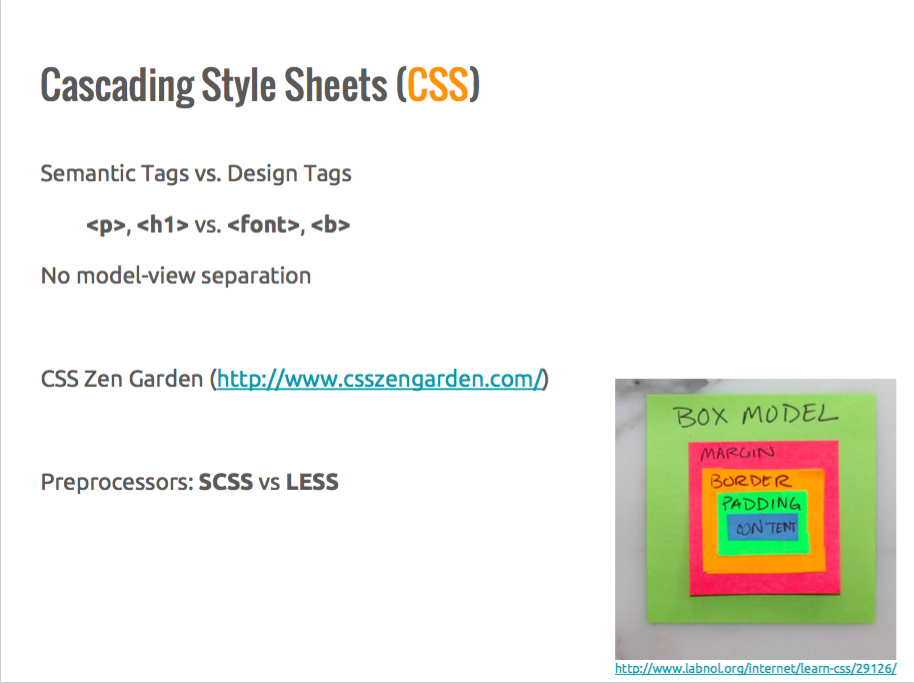 Cascading Style Sheets (CSS)
Semantic Tags vs. Design Tags
<p>, <h1> vs. <font>, <b>
No model-view separation
CSS Zen Garden (http://www.csszengarden.com/)
Preprocessors: SCSS vs LESS
BOX MODEL
MARGIN
BORDER
PADDING
CONTENT
http://www.labnol.org/internet/learn-css/29126/